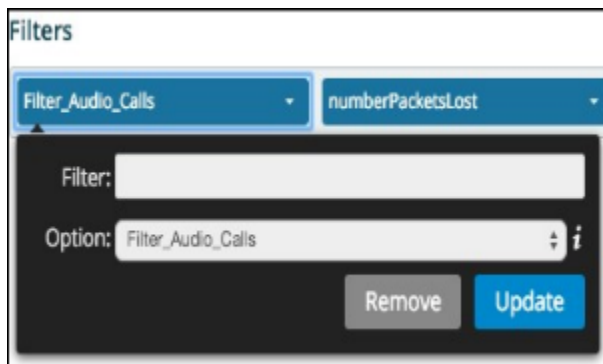 Filters
Filter_Audio_Calls numberPacketsLost
Filter:
Option: Filter_Audio_Calls i
Remove Update